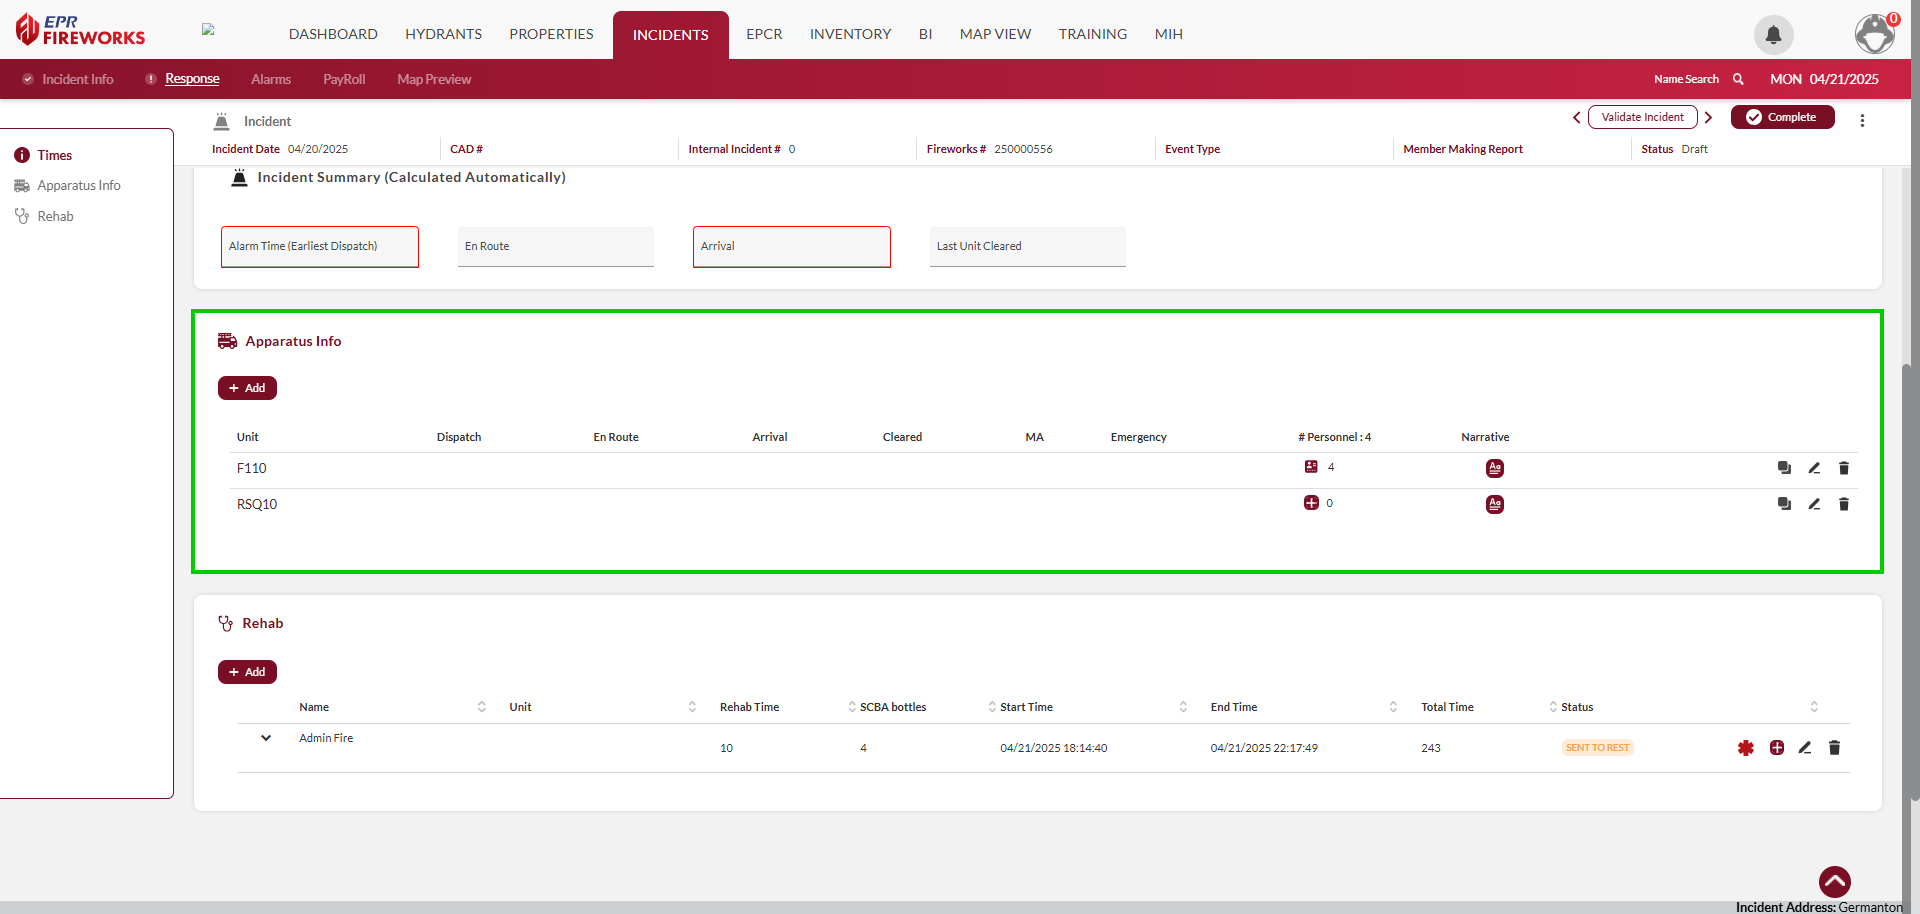 EPR
FIREWORKS
DASHBOARD HYDRANTS PROPERTIES INCIDENTS EPCR INVENTORY BI MAP VIEW TRAINING MIH
0
Incident Info Response Alarms PayRoll Map Preview
Name Search MON 04/21/2025
Incident
Validate Incident
Complete
Incident Date 04/20/2025 CAD # Internal Incident # 0 Fireworks # 250000556 Event Type Member Making Report Status Draft
Times
Apparatus Info
Rehab
Incident Summary (Calculated Automatically)
Alarm Time (Earliest Dispatch) En Route Arrival Last Unit Cleared
Apparatus Info
+ Add
Unit Dispatch En Route Arrival Cleared MA Emergency # Personnel : 4 Narrative
F110 4 Aa
RSQ10 0 Aa
Rehab
+ Add
Name Unit Rehab Time SCBA bottles Start Time End Time Total Time Status
Admin Fire 10 4 04/21/2025 18:14:40 04/21/2025 22:17:49 243 SENT TO REST
Incident Address: Germanton